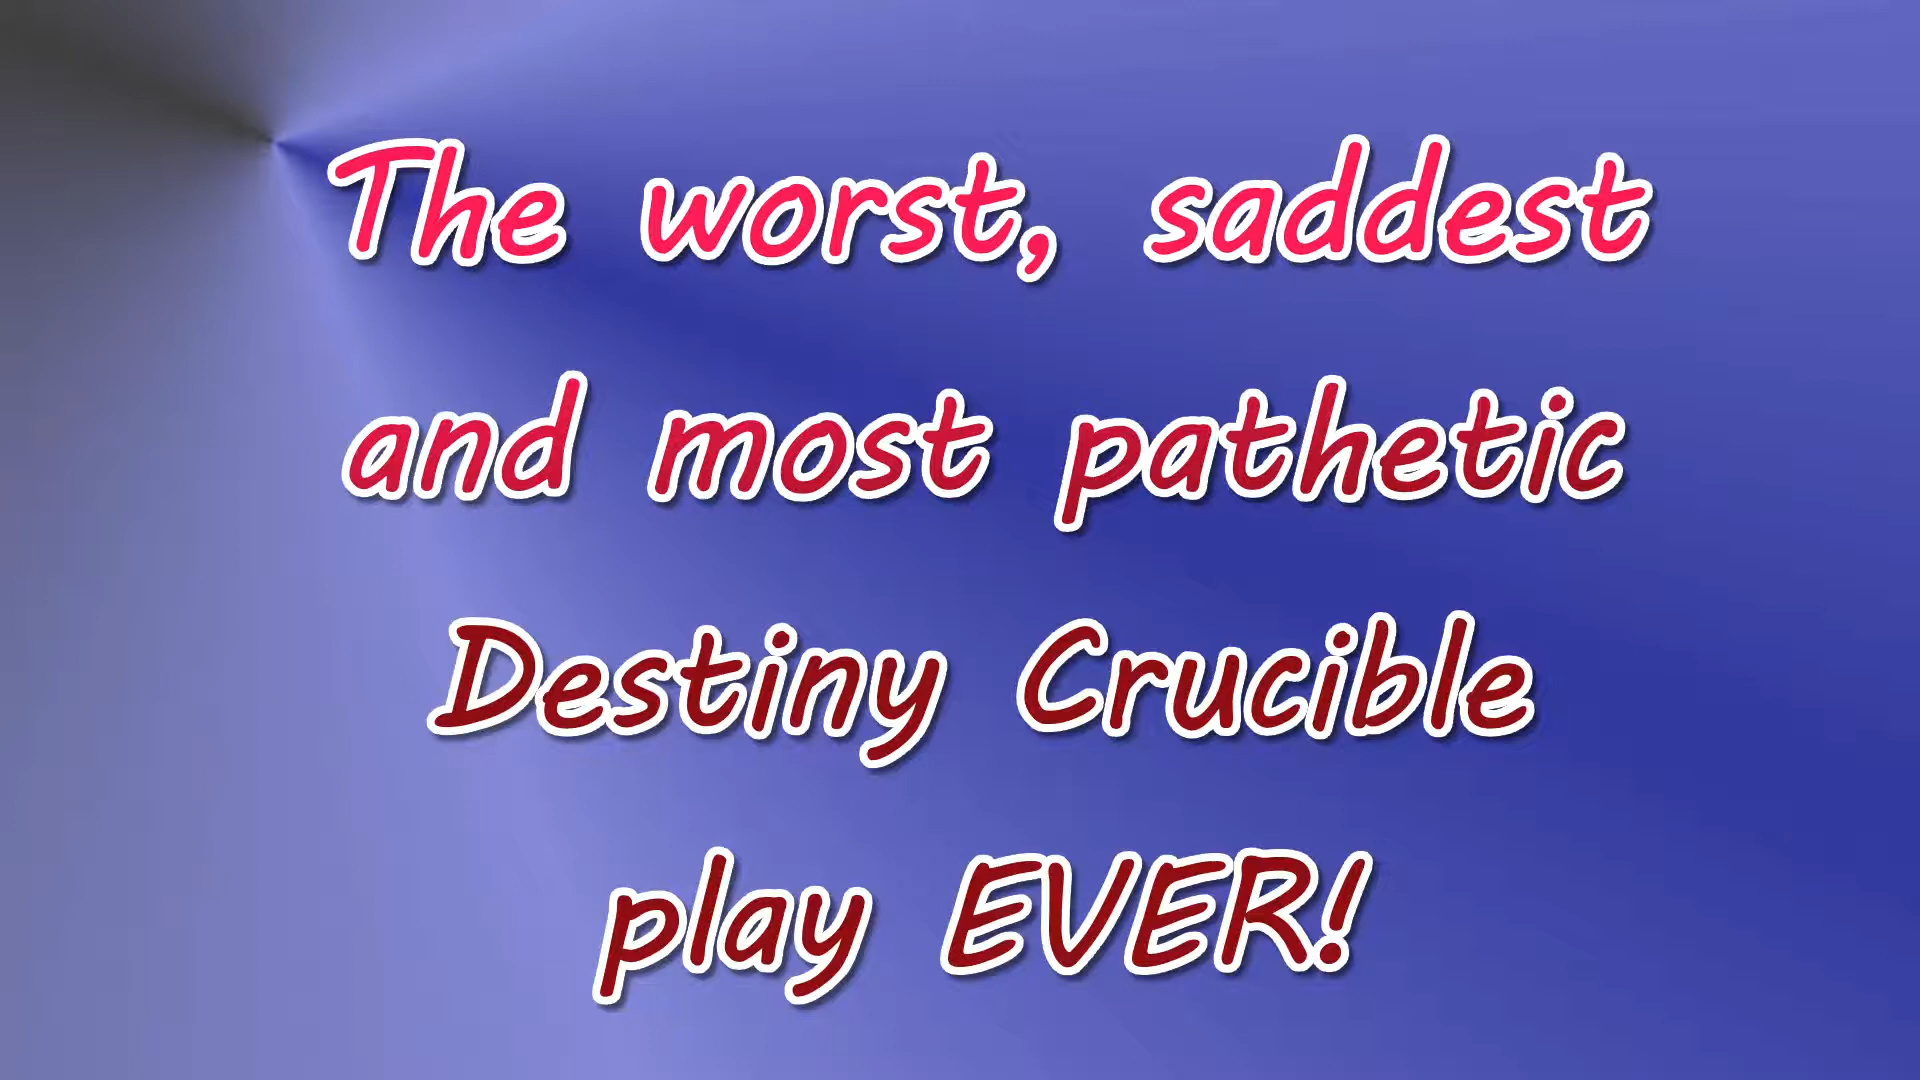 The worst, saddest
and most pathetic
Destiny Crucible
play EVER!